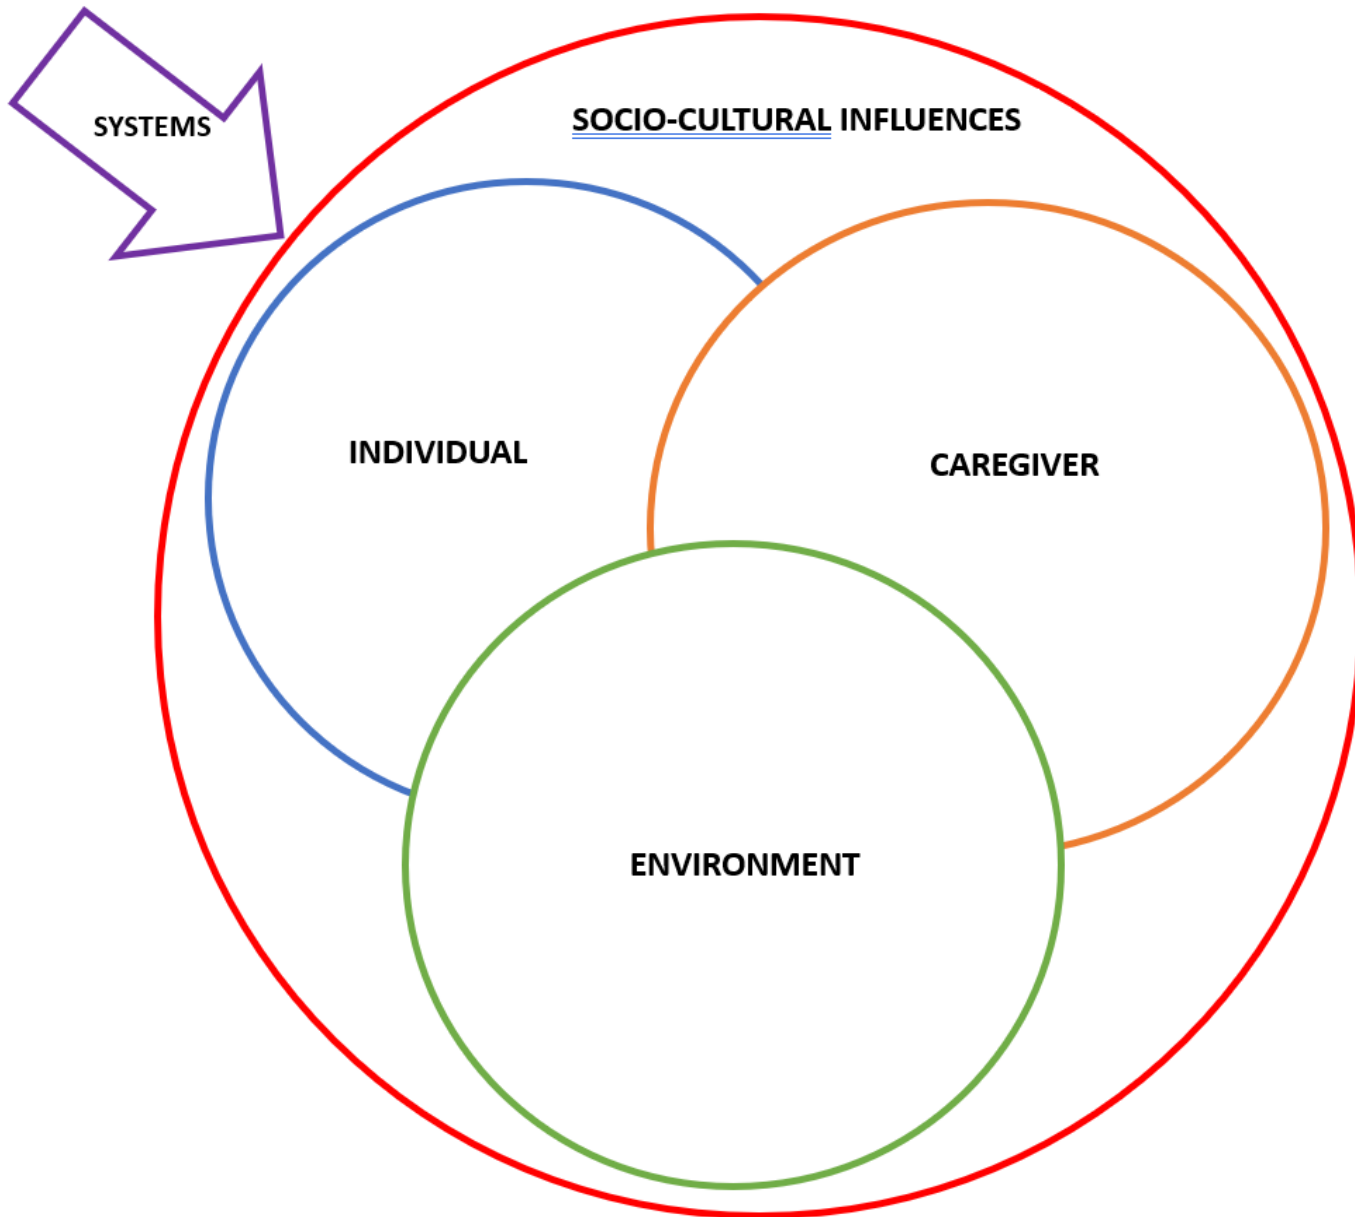 SYSTEMS
SOCIO-CULTURAL INFLUENCES
INDIVIDUAL
CAREGIVER
ENVIRONMENT